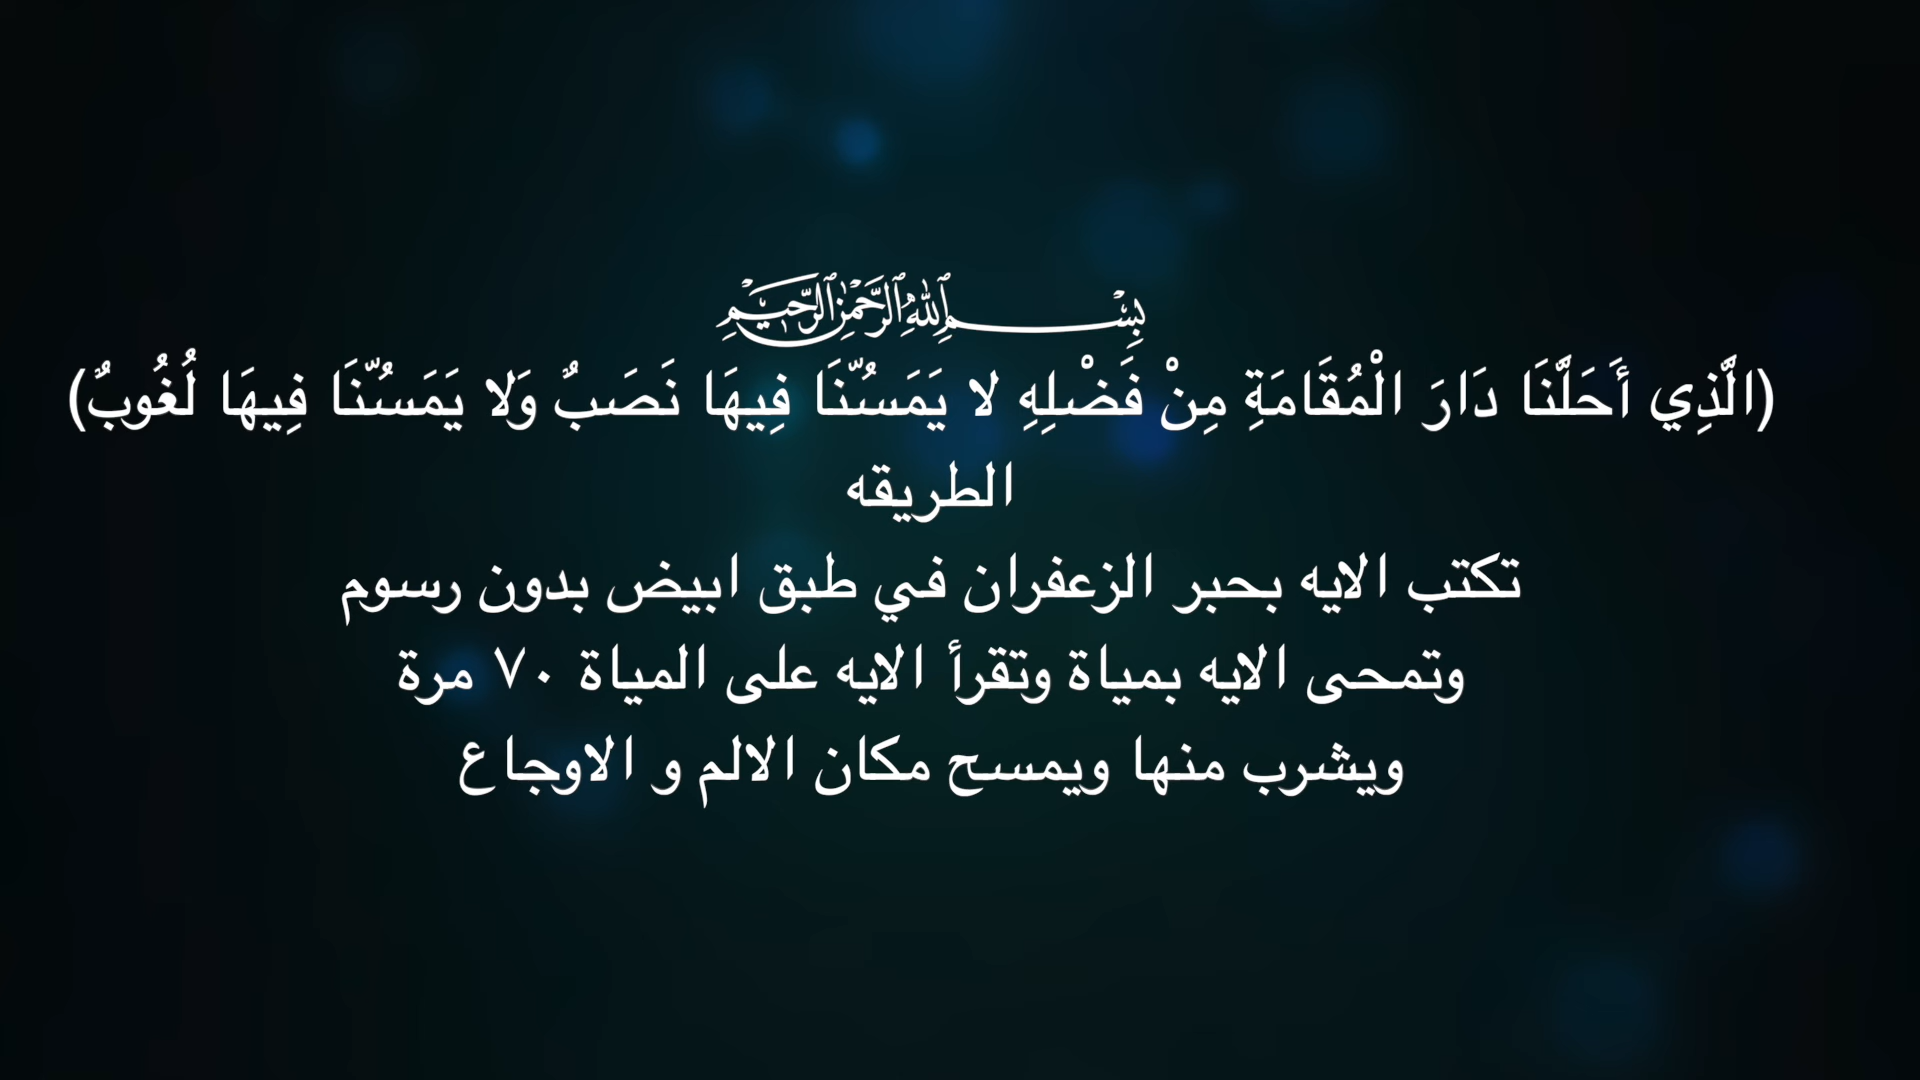 بِسْمِ ٱللَّهِ ٱلرَّحْمَٰنِ ٱلرَّحِيمِ
(الَّذِي أَحَلَّنَا دَارَ الْمُقَامَةِ مِنْ فَضْلِهِ لا يَمَسُّنَا فِيهَا نَصَبٌ وَلا يَمَسُّنَا فِيهَا لُغُوبٌ)
الطريقه
تكتب الايه بحبر الزعفران في طبق ابيض بدون رسوم
وتمحى الايه بمياة وتقرأ الايه على المياة ٧٠ مرة
ويشرب منها ويمسح مكان الالم و الاوجاع